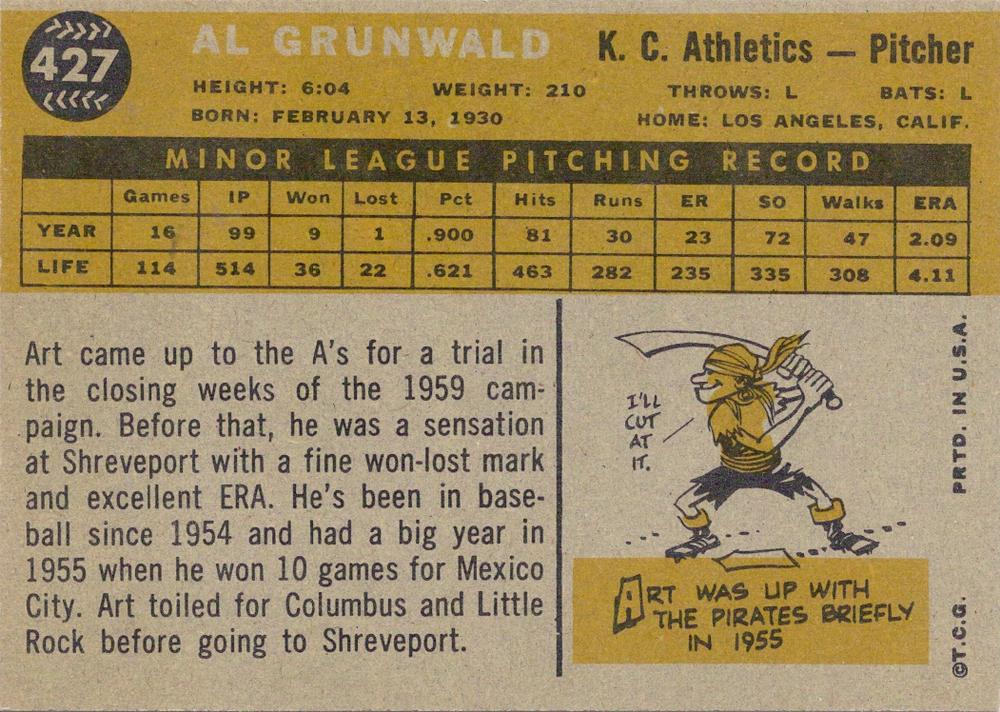 427
AL GRUNWALD K. C. Athletics — Pitcher
HEIGHT: 6:04 WEIGHT: 210 THROWS: L BATS: L
BORN: FEBRUARY 13, 1930 HOME: LOS ANGELES, CALIF.
MINOR LEAGUE PITCHING RECORD
Games IP Won Lost Pct Hits Runs ER SO Walks ERA
YEAR 16 99 9 1 .900 81 30 23 72 47 2.09
LIFE 114 514 36 22 .621 463 282 235 335 308 4.11
Art came up to the A's for a trial in
the closing weeks of the 1959 cam-
paign. Before that, he was a sensation
at Shreveport with a fine won-lost mark
and excellent ERA. He's been in base-
ball since 1954 and had a big year in
1955 when he won 10 games for Mexico
City. Art toiled for Columbus and Little
Rock before going to Shreveport.
I'LL
CUT
AT
IT.
ART WAS UP WITH
THE PIRATES BRIEFLY
IN 1955
©T.C.G. PRTD. IN U.S.A.